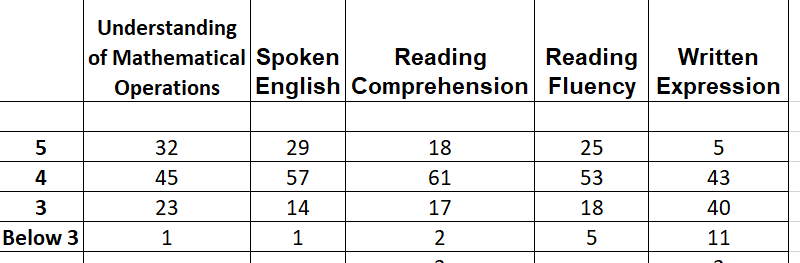 Understanding
of Mathematical Spoken Reading Reading Written
Operations English Comprehension Fluency Expression
5 32 29 18 25 5
4 45 57 61 53 43
3 23 14 17 18 40
Below 3 1 1 2 5 11